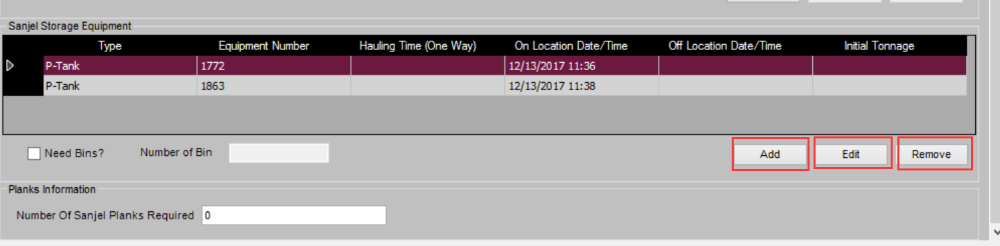 Sanjel Storage Equipment
Type Equipment Number Hauling Time (One Way) On Location Date/Time Off Location Date/Time Initial Tonnage
P-Tank 1772 12/13/2017 11:36
P-Tank 1863 12/13/2017 11:38
Need Bins? Number of Bin Add Edit Remove
Planks Information
Number Of Sanjel Planks Required 0